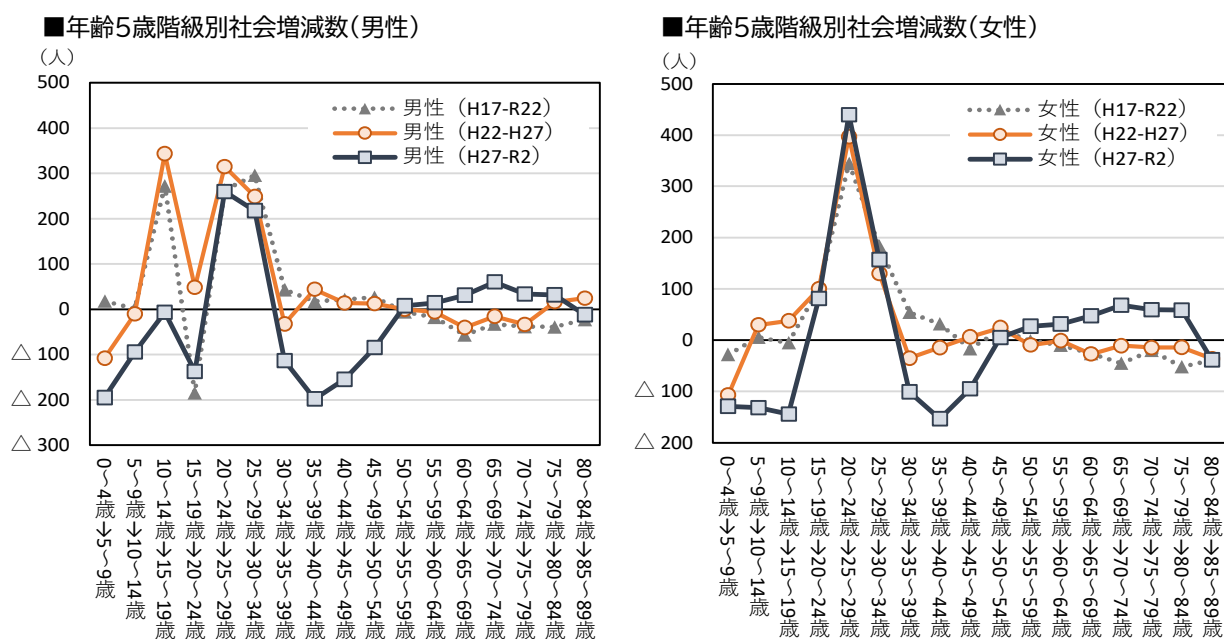 ■年齢5歳階級別社会増減数(男性)
(人)
500
400
300
200
100
0
△ 100
△ 200
△ 300
男性 (H17-R22)
男性 (H22-H27)
男性 (H27-R2)
0～4歳→5～9歳
5～9歳→10～14歳
10～14歳→15～19歳
15～19歳→20～24歳
20～24歳→25～29歳
25～29歳→30～34歳
30～34歳→35～39歳
35～39歳→40～44歳
40～44歳→45～49歳
45～49歳→50～54歳
50～54歳→55～59歳
55～59歳→60～64歳
60～64歳→65～69歳
65～69歳→70～74歳
70～74歳→75～79歳
75～79歳→80～84歳
80～84歳→85～89歳
■年齢5歳階級別社会増減数(女性)
(人)
500
400
300
200
100
0
△ 100
△ 200
女性 (H17-R22)
女性 (H22-H27)
女性 (H27-R2)
0～4歳→5～9歳
5～9歳→10～14歳
10～14歳→15～19歳
15～19歳→20～24歳
20～24歳→25～29歳
25～29歳→30～34歳
30～34歳→35～39歳
35～39歳→40～44歳
40～44歳→45～49歳
45～49歳→50～54歳
50～54歳→55～59歳
55～59歳→60～64歳
60～64歳→65～69歳
65～69歳→70～74歳
70～74歳→75～79歳
75～79歳→80～84歳
80～84歳→85～89歳